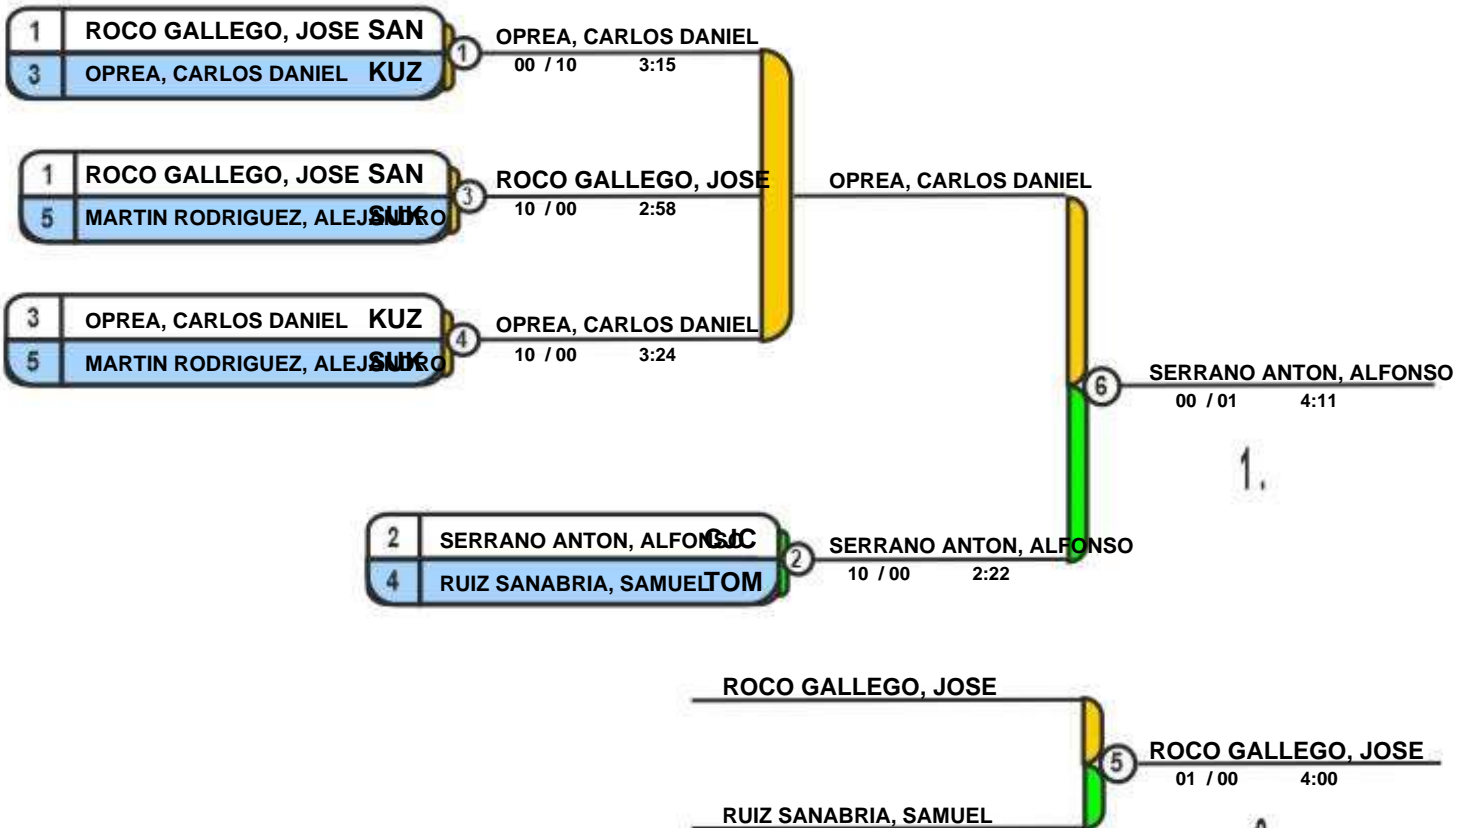 1 ROCO GALLEGO, JOSE SAN
3 OPREA, CARLOS DANIEL KUZ
1
OPREA, CARLOS DANIEL
00 / 10 3:15
1 ROCO GALLEGO, JOSE SAN
5 MARTIN RODRIGUEZ, ALEJANDRO SUK
3
ROCO GALLEGO, JOSE
10 / 00 2:58
OPREA, CARLOS DANIEL
3 OPREA, CARLOS DANIEL KUZ
5 MARTIN RODRIGUEZ, ALEJANDRO SUK
4
OPREA, CARLOS DANIEL
10 / 00 3:24
6
SERRANO ANTON, ALFONSO
00 / 01 4:11
1.
2 SERRANO ANTON, ALFONSO CJC
4 RUIZ SANABRIA, SAMUEL TOM
2
SERRANO ANTON, ALFONSO
10 / 00 2:22
ROCO GALLEGO, JOSE
5
ROCO GALLEGO, JOSE
01 / 00 4:00
RUIZ SANABRIA, SAMUEL